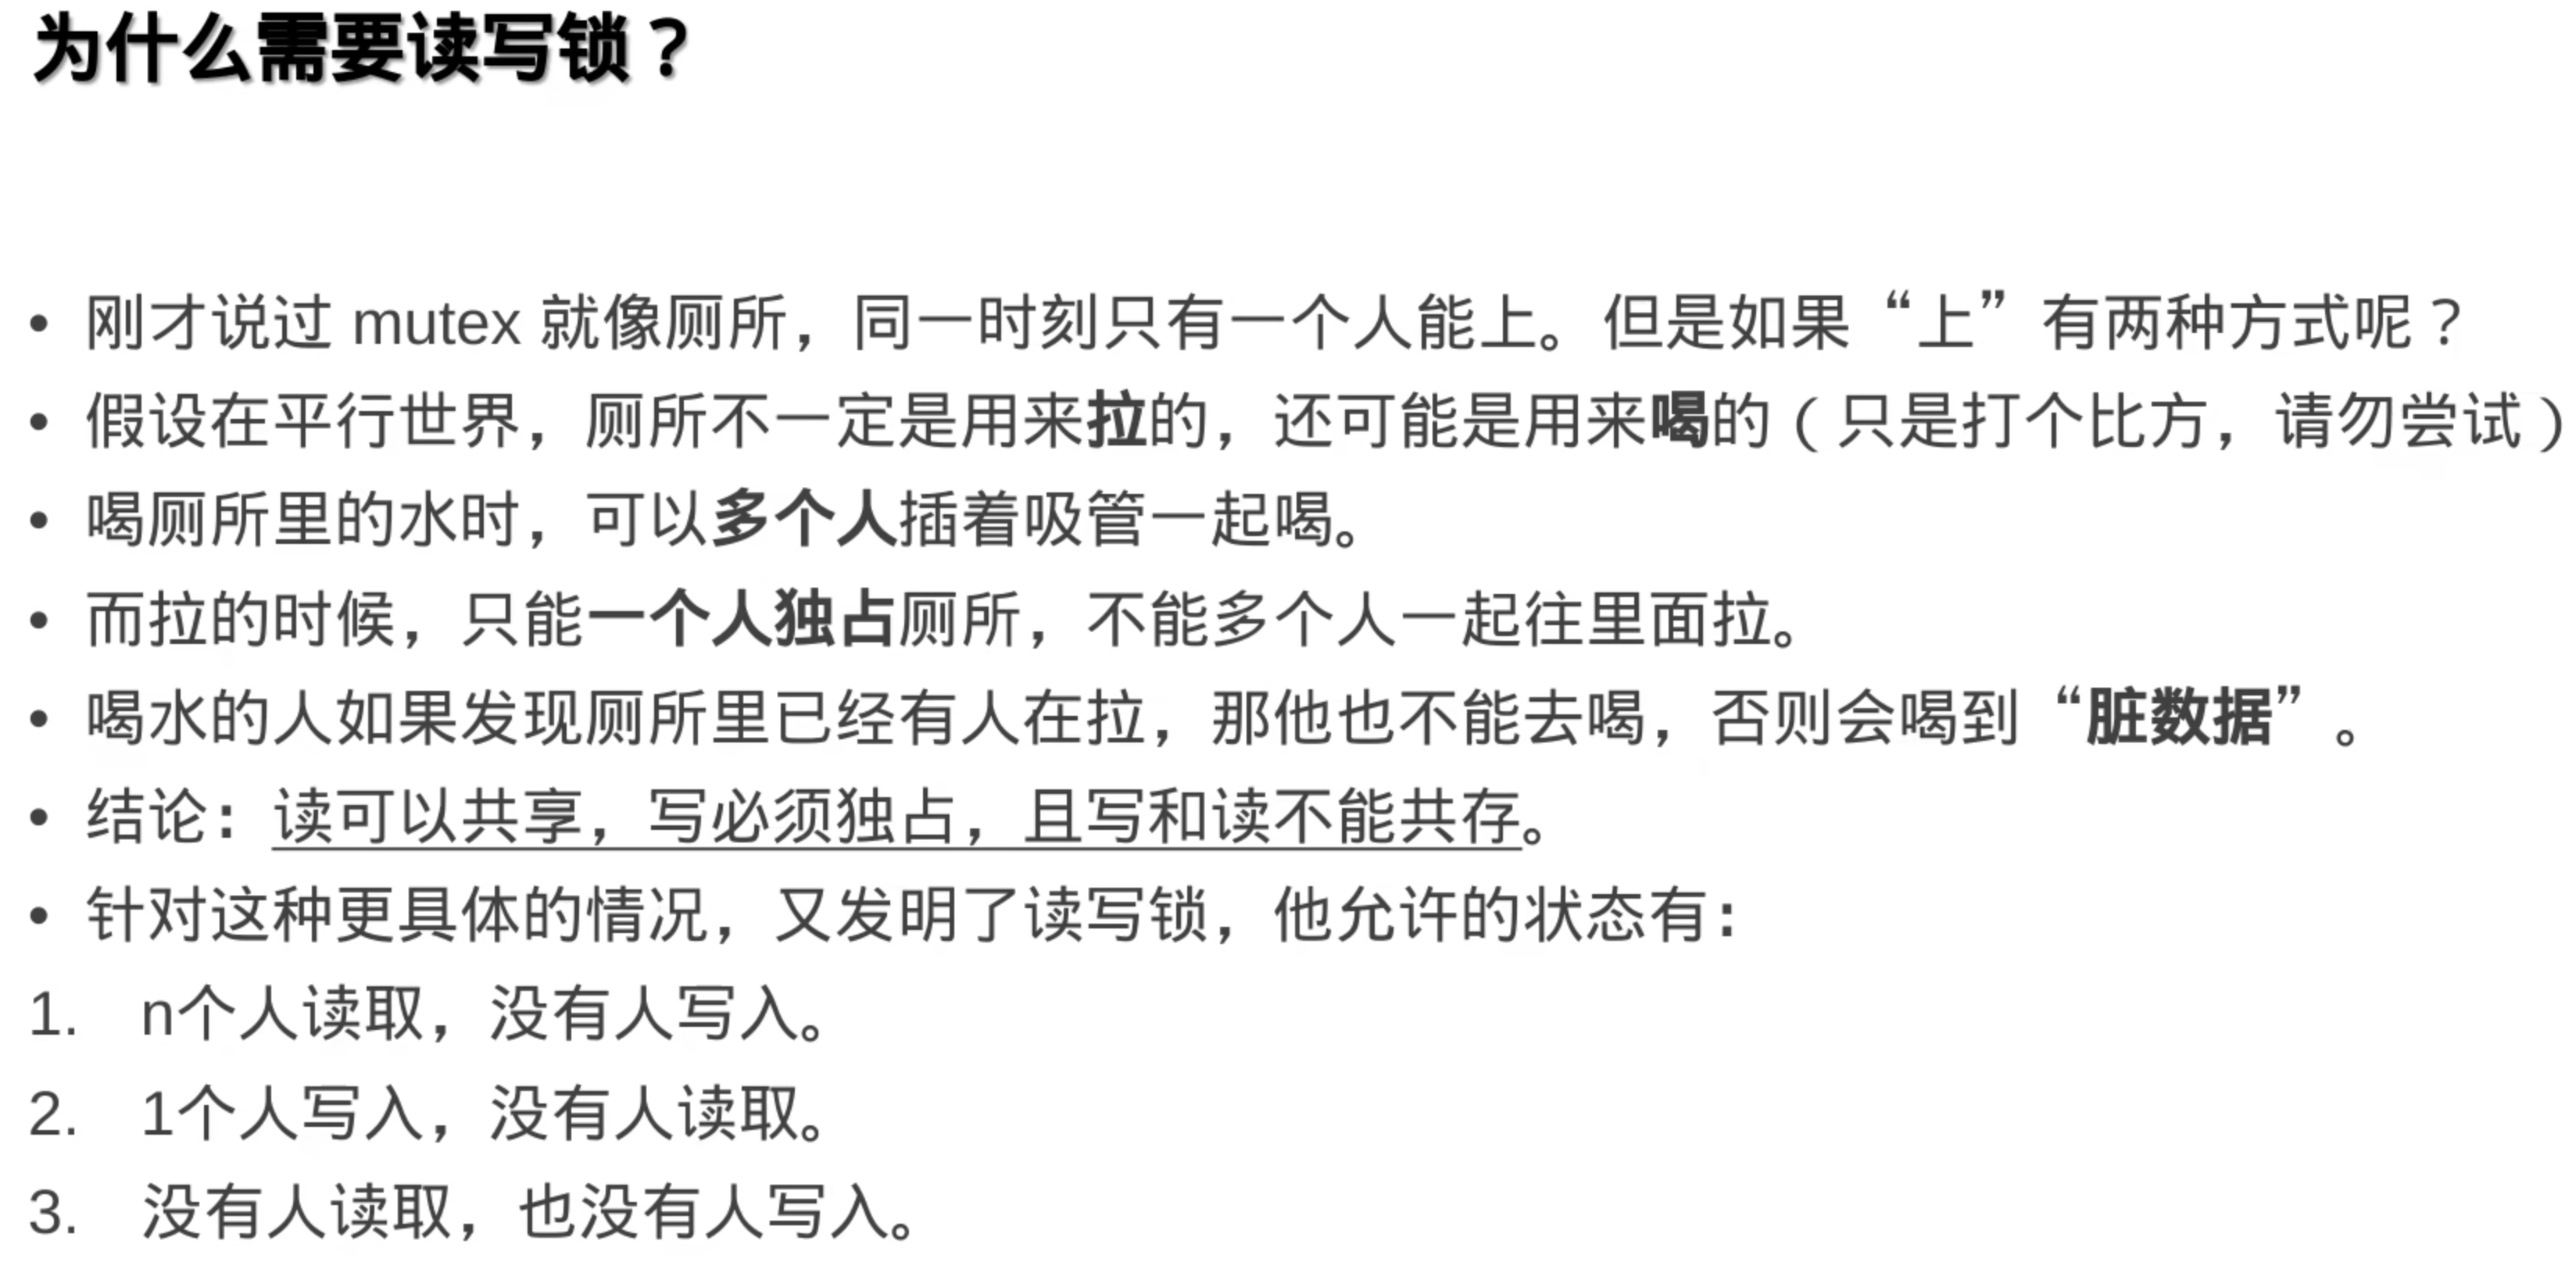 为什么需要读写锁？
• 刚才说过 mutex 就像厕所，同一时刻只有一个人能上。但是如果“上”有两种方式呢？
• 假设在平行世界，厕所不一定是用来拉的，还可能是用来喝的（只是打个比方，请勿尝试）
• 喝厕所里的水时，可以多个人插着吸管一起喝。
• 而拉的时候，只能一个人独占厕所，不能多个人一起往里面拉。
• 喝水的人如果发现厕所里已经有人在拉，那他也不能去喝，否则会喝到“脏数据”。
• 结论：读可以共享，写必须独占，且写和读不能共存。
• 针对这种更具体的情况，又发明了读写锁，他允许的状态有：
1. n个人读取，没有人写入。
2. 1个人写入，没有人读取。
3. 没有人读取，也没有人写入。